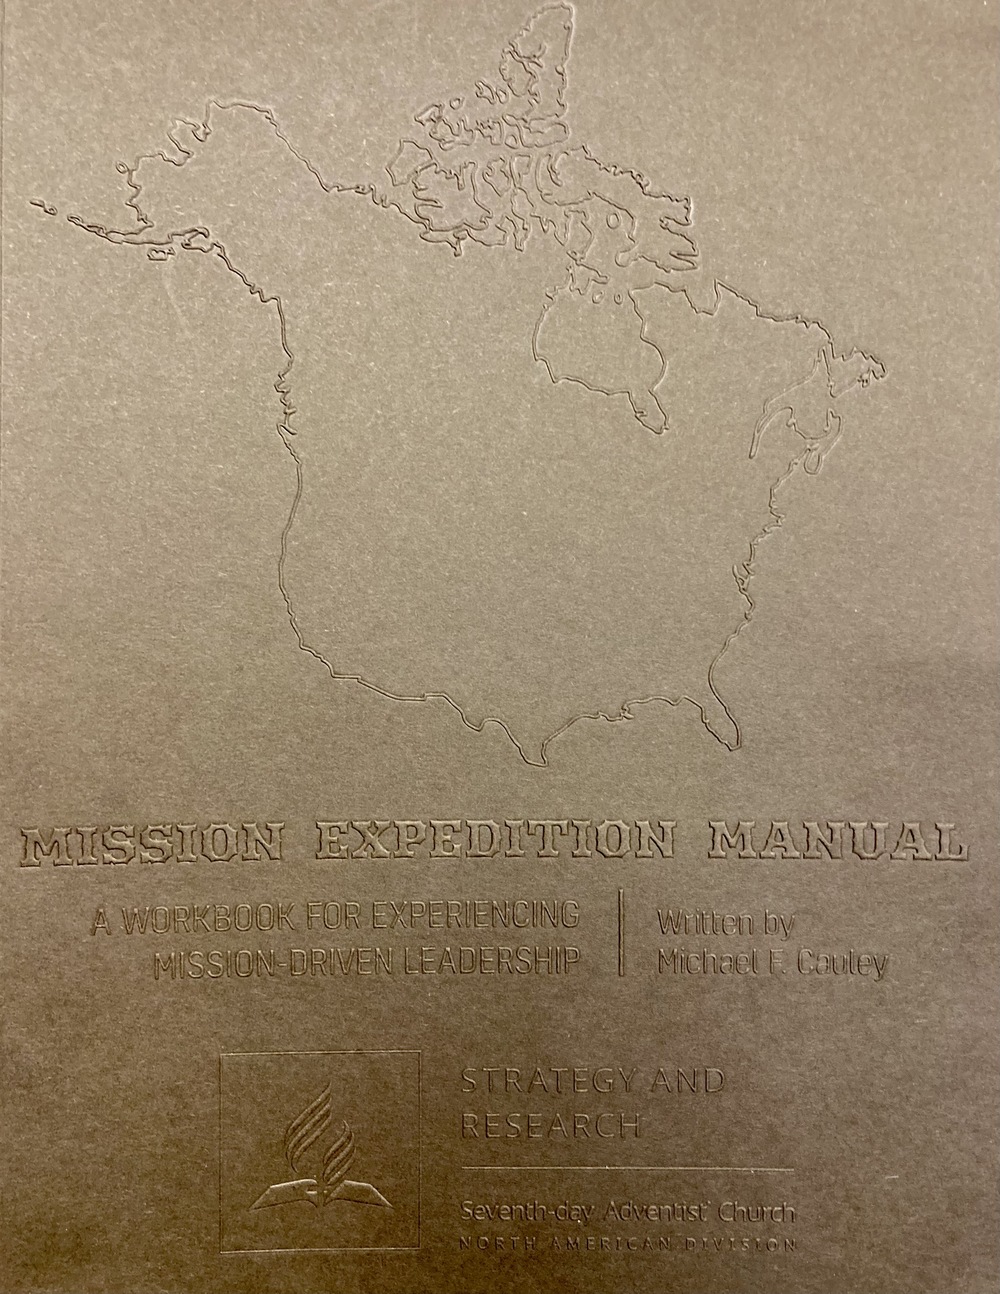 MISSION EXPEDITION MANUAL
A WORKBOOK FOR EXPERIENCING
MISSION-DRIVEN LEADERSHIP
Written by
Michael F. Cauley
STRATEGY AND
RESEARCH
Seventh-day Adventist® Church
NORTH AMERICAN DIVISION